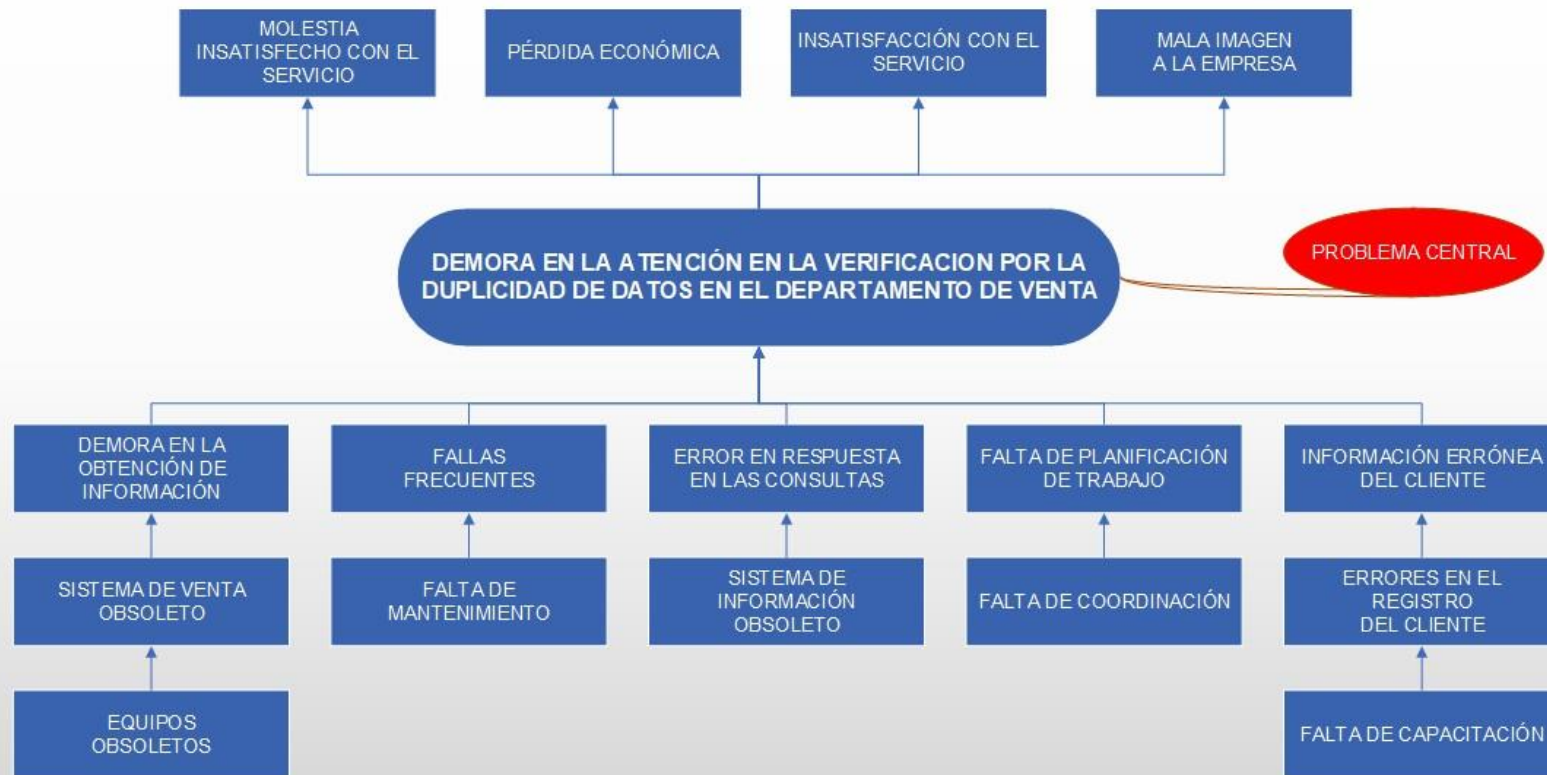 MOLESTIA
INSATISFECHO CON EL
SERVICIO
PÉRDIDA ECONÓMICA
INSATISFACCIÓN CON EL
SERVICIO
MALA IMAGEN
A LA EMPRESA
DEMORA EN LA ATENCIÓN EN LA VERIFICACION POR LA
DUPLICIDAD DE DATOS EN EL DEPARTAMENTO DE VENTA
PROBLEMA CENTRAL
DEMORA EN LA
OBTENCIÓN DE
INFORMACIÓN
FALLAS
FRECUENTES
ERROR EN RESPUESTA
EN LAS CONSULTAS
FALTA DE PLANIFICACIÓN
DE TRABAJO
INFORMACIÓN ERRÓNEA
DEL CLIENTE
SISTEMA DE VENTA
OBSOLETO
FALTA DE
MANTENIMIENTO
SISTEMA DE
INFORMACIÓN
OBSOLETO
FALTA DE COORDINACIÓN
ERRORES EN EL
REGISTRO
DEL CLIENTE
EQUIPOS
OBSOLETOS
FALTA DE CAPACITACIÓN